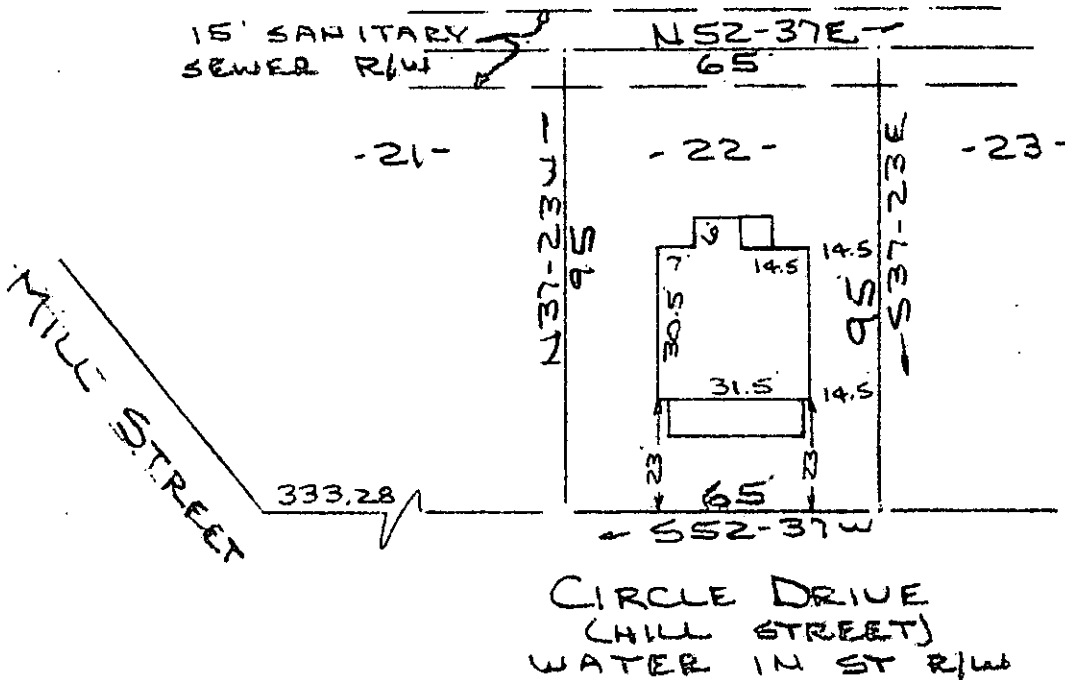 15' SANITARY
SEWER R/W
N52-37E
65'
-21-
-22-
-23-
N37-23W
95
S37-23E
95
6'
7'
14.5
14.5
30.5
31.5
14.5
23'
23'
MILL STREET
333.28
65'
S52-37W
CIRCLE DRIVE
(HILL STREET)
WATER IN ST R/W